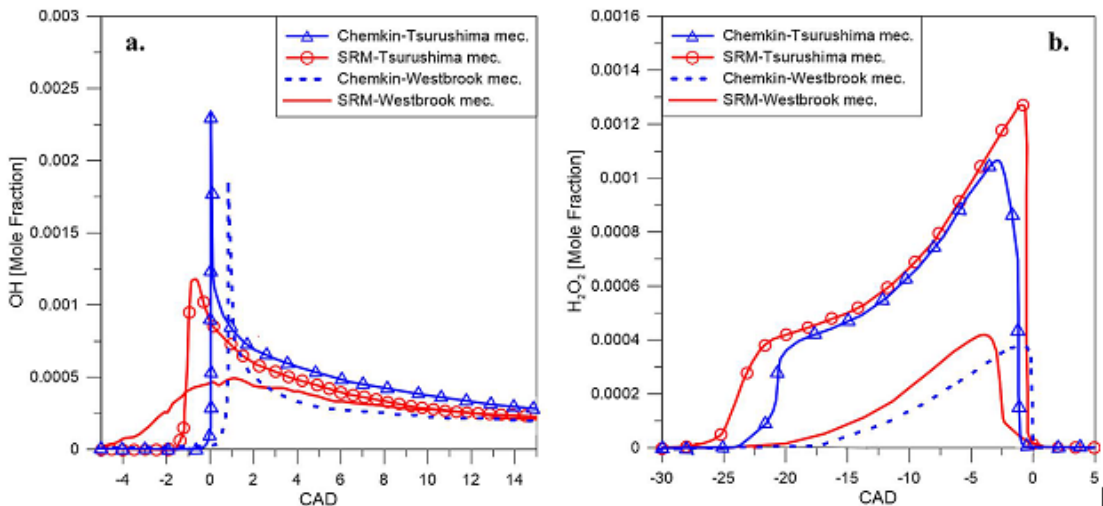 a.
Chemkin-Tsurushima mec.
SRM-Tsurushima mec.
Chemkin-Westbrook mec.
SRM-Westbrook mec.
OH [Mole Fraction]
0.003
0.0025
0.002
0.0015
0.001
0.0005
0
-4 -2 0 2 4 6 8 10 12 14
CAD
b.
Chemkin-Tsurushima mec.
SRM-Tsurushima mec.
Chemkin-Westbrook mec.
SRM-Westbrook mec.
H₂O₂ [Mole Fraction]
0.0016
0.0014
0.0012
0.001
0.0008
0.0006
0.0004
0.0002
0
-30 -25 -20 -15 -10 -5 0 5
CAD